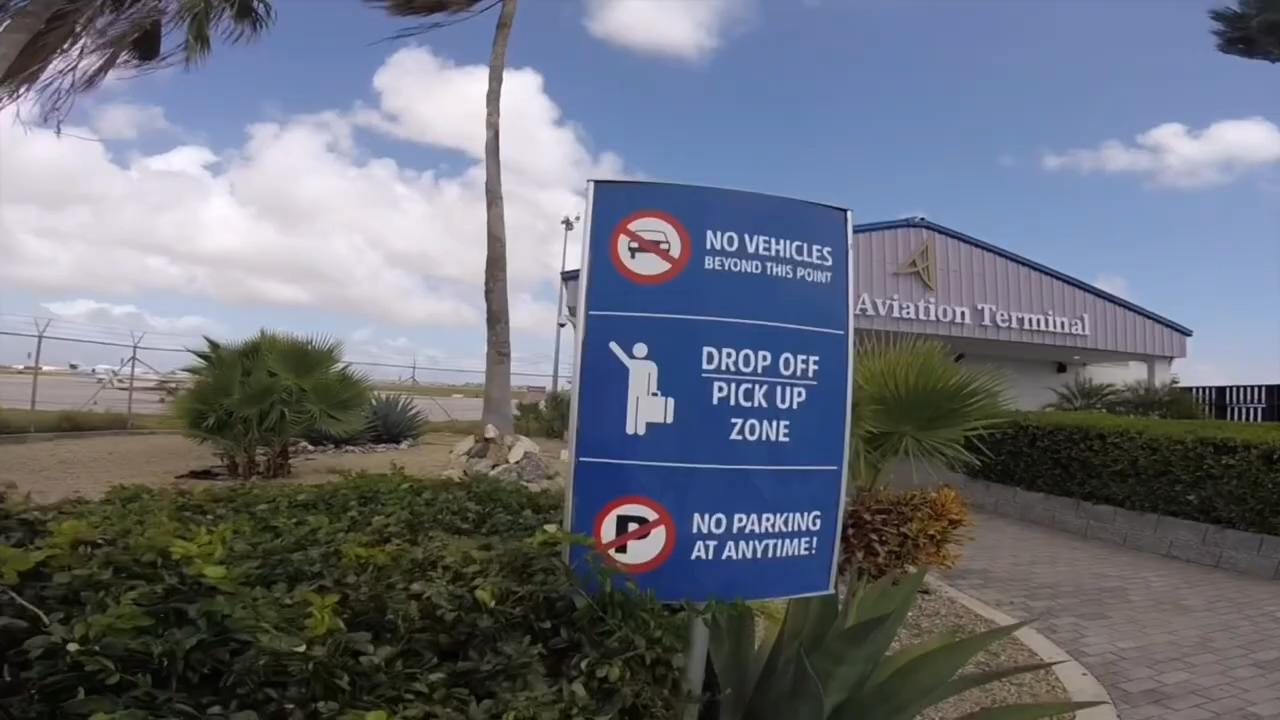 NO VEHICLES
BEYOND THIS POINT
DROP OFF
PICK UP
ZONE
P
NO PARKING
AT ANYTIME!
Aviation Terminal